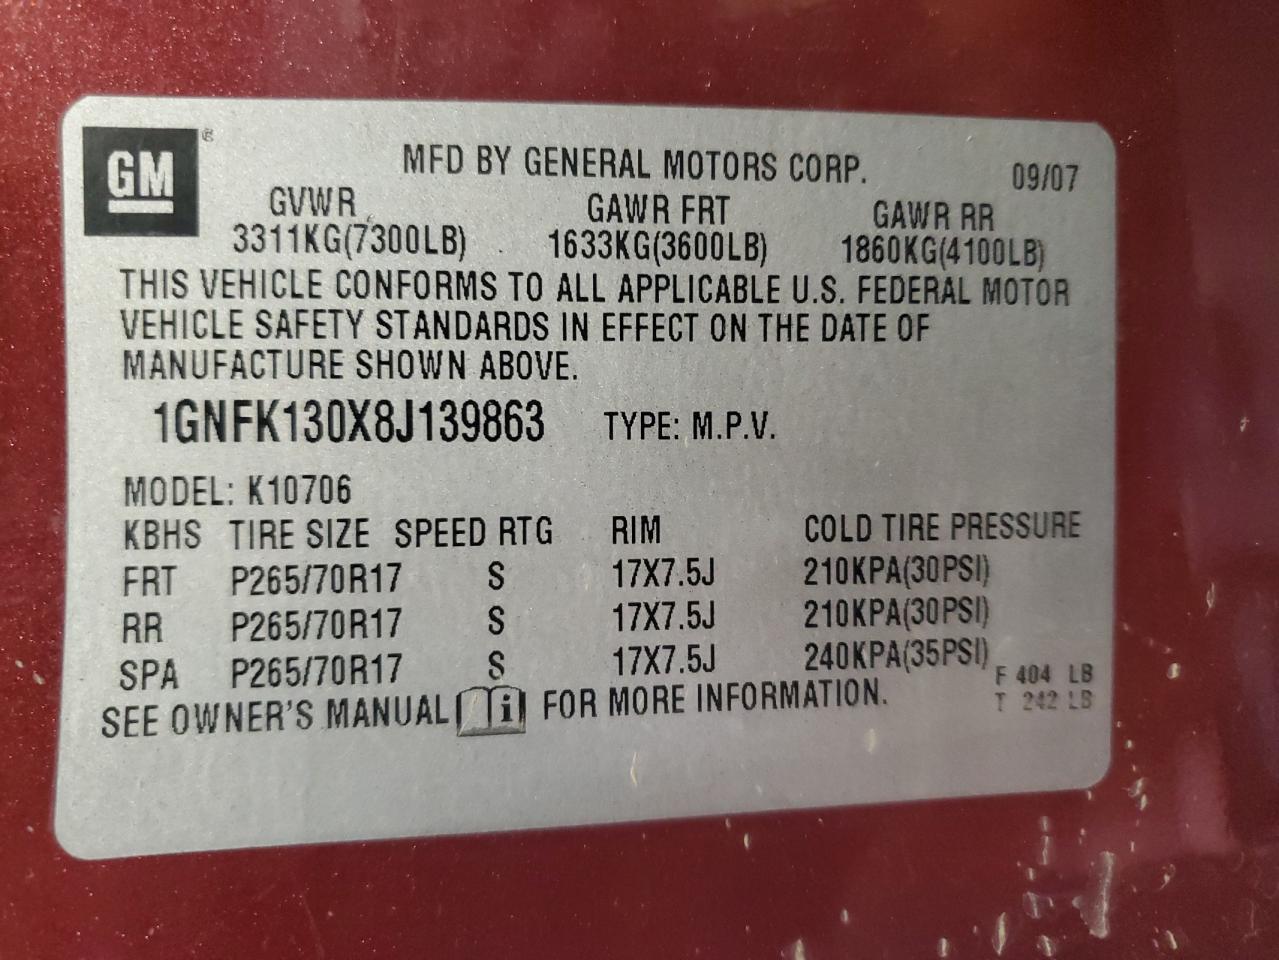 GM ®
MFD BY GENERAL MOTORS CORP. 09/07
GVWR GAWR FRT GAWR RR
3311KG(7300LB) 1633KG(3600LB) 1860KG(4100LB)
THIS VEHICLE CONFORMS TO ALL APPLICABLE U.S. FEDERAL MOTOR
VEHICLE SAFETY STANDARDS IN EFFECT ON THE DATE OF
MANUFACTURE SHOWN ABOVE.
1GNFK130X8J139863 TYPE: M.P.V.
MODEL: K10706
KBHS TIRE SIZE SPEED RTG RIM COLD TIRE PRESSURE
FRT P265/70R17 S 17X7.5J 210KPA(30PSI)
RR P265/70R17 S 17X7.5J 210KPA(30PSI)
SPA P265/70R17 S 17X7.5J 240KPA(35PSI)
F 404 LB
T 242 LB
SEE OWNER'S MANUAL i FOR MORE INFORMATION.